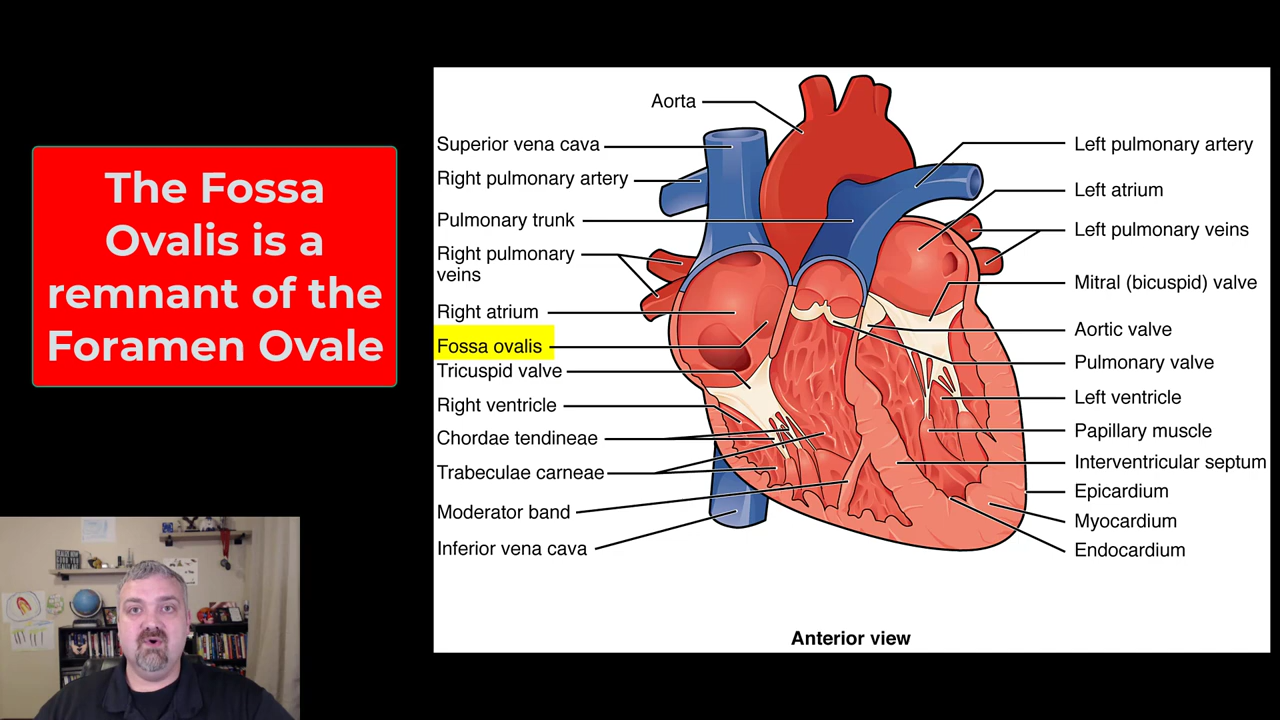 The Fossa
Ovalis is a
remnant of the
Foramen Ovale
Aorta
Superior vena cava
Right pulmonary artery
Pulmonary trunk
Right pulmonary
veins
Right atrium
Fossa ovalis
Tricuspid valve
Right ventricle
Chordae tendineae
Trabeculae carneae
Moderator band
Inferior vena cava
Left pulmonary artery
Left atrium
Left pulmonary veins
Mitral (bicuspid) valve
Aortic valve
Pulmonary valve
Left ventricle
Papillary muscle
Interventricular septum
Epicardium
Myocardium
Endocardium
Anterior view